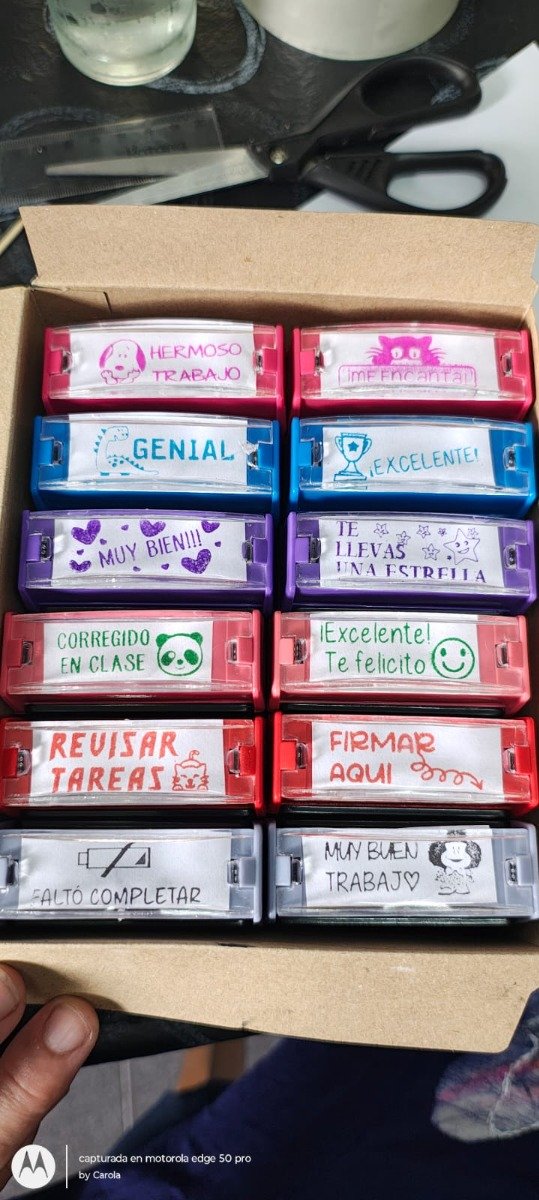 HERMOSO
TRABAJO
¡ME Encanta!
GENIAL
¡EXCELENTE!
MUY BIEN!!!
TE
LLEVAS
UNA ESTRELLA
CORREGIDO
EN CLASE
¡Excelente!
Te felicito
REVISAR
TAREAS
FIRMAR
AQUI
FALTÓ COMPLETAR
MUY BUEN
TRABAJO
capturada en motorola edge 50 pro
by Carola